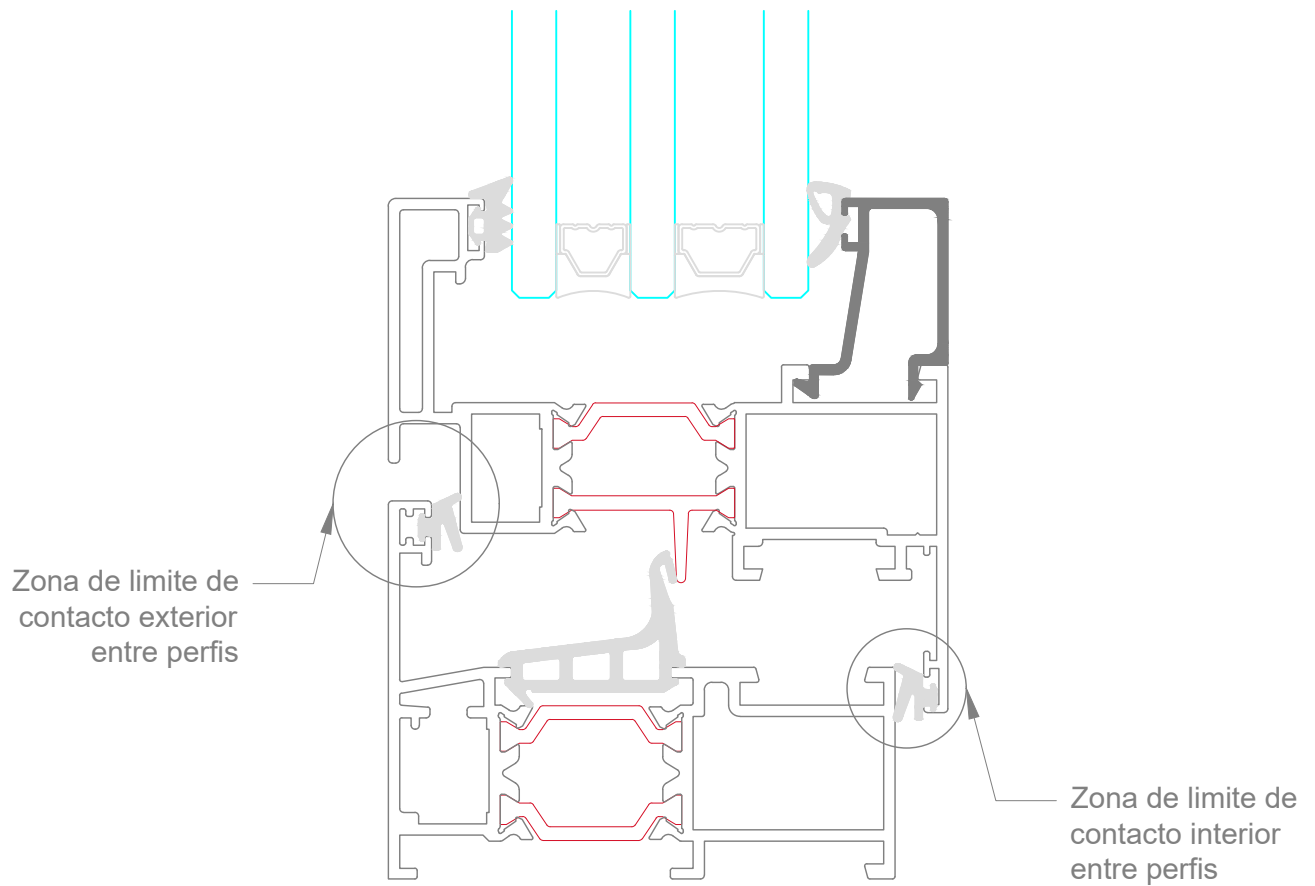 Zona de limite de
contacto exterior
entre perfis
Zona de limite de
contacto interior
entre perfis